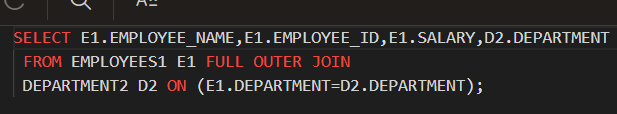 SELECT E1.EMPLOYEE_NAME,E1.EMPLOYEE_ID,E1.SALARY,D2.DEPARTMENT
FROM EMPLOYEES1 E1 FULL OUTER JOIN
DEPARTMENT2 D2 ON (E1.DEPARTMENT=D2.DEPARTMENT);